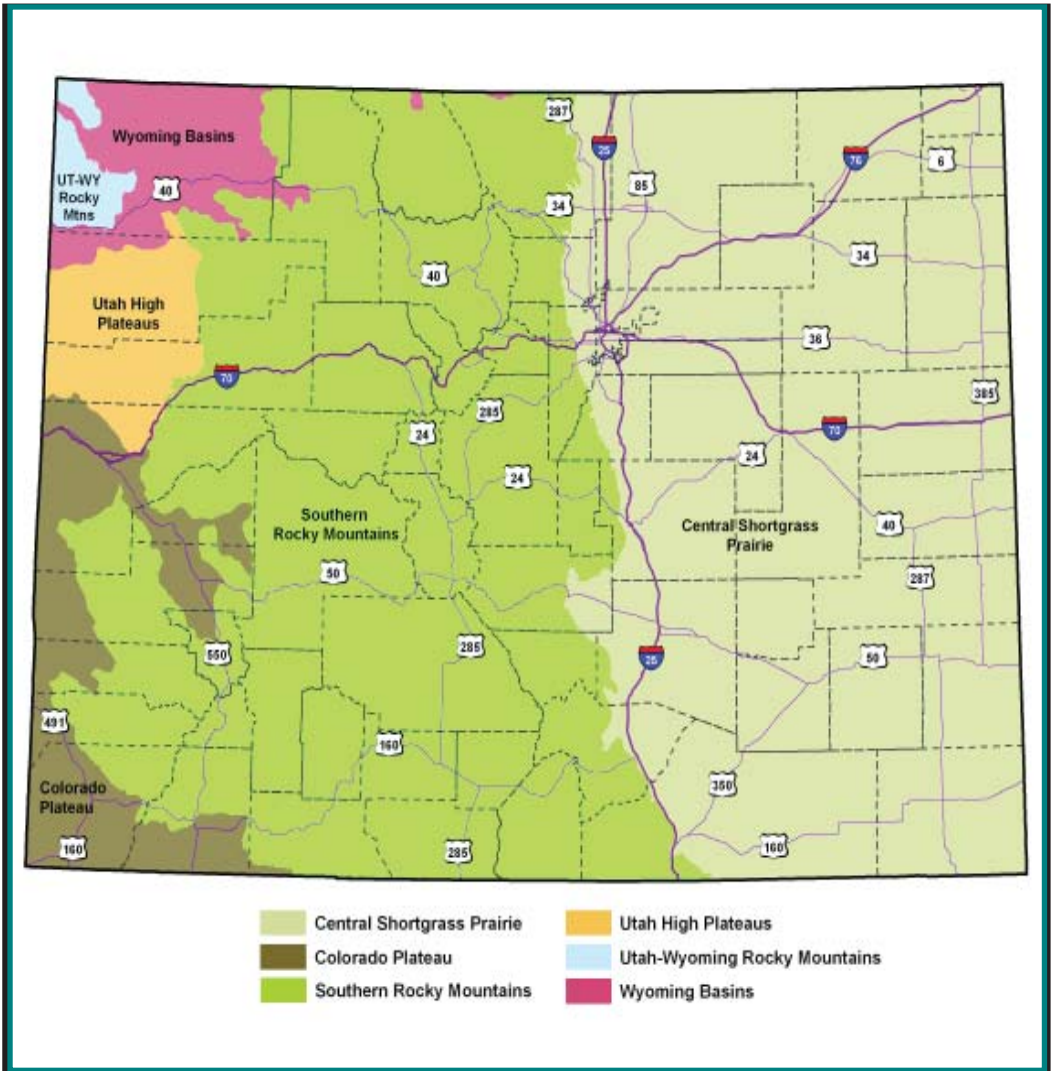 287
25
Wyoming Basins
76
6
UT-WY
Rocky
Mtns
40
85
34
34
40
Utah High
Plateaus
36
70
385
285
24
70
24
24
Southern
Rocky Mountains
Central Shortgrass
Prairie
40
50
287
550
285
25
50
491
160
Colorado
Plateau
350
160
285
160
Central Shortgrass Prairie
Colorado Plateau
Southern Rocky Mountains
Utah High Plateaus
Utah-Wyoming Rocky Mountains
Wyoming Basins